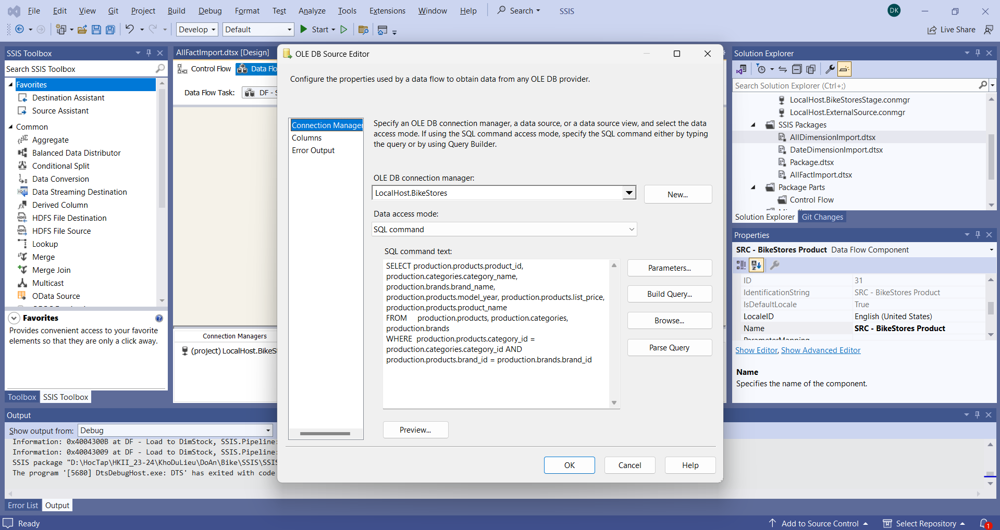 File Edit View Git Project Build Debug Format Test Analyze Tools Extensions Window Help Search SSIS DK
Develop Default Start Live Share
SSIS Toolbox
Search SSIS Toolbox
Favorites
Destination Assistant
Source Assistant
Common
Aggregate
Balanced Data Distributor
Conditional Split
Data Conversion
Data Streaming Destination
Derived Column
HDFS File Destination
HDFS File Source
Lookup
Merge
Merge Join
Multicast
OData Source
Favorites
Provides convenient access to your favorite
elements so that they are only a click away.
Toolbox SSIS Toolbox
AllFactImport.dtsx [Design]
Control Flow Data Flo
Data Flow Task: DF - S
Connection Managers
(project) LocalHost.BikeS
OLE DB Source Editor
Configure the properties used by a data flow to obtain data from any OLE DB provider.
Connection Manager
Columns
Error Output
Specify an OLE DB connection manager, a data source, or a data source view, and select the data
access mode. If using the SQL command access mode, specify the SQL command either by typing
the query or by using Query Builder.
OLE DB connection manager:
LocalHost.BikeStores New...
Data access mode:
SQL command
SQL command text:
SELECT production.products.product_id,
production.categories.category_name,
production.brands.brand_name,
production.products.model_year, production.products.list_price,
production.products.product_name
FROM production.products, production.categories,
production.brands
WHERE production.products.category_id =
production.categories.category_id AND
production.products.brand_id = production.brands.brand_id
Parameters...
Build Query...
Browse...
Parse Query
Preview...
OK Cancel Help
Solution Explorer
Search Solution Explorer (Ctrl+;)
LocalHost.BikeStoresStage.conmgr
LocalHost.ExternalSource.conmgr
SSIS Packages
AllDimensionImport.dtsx
DateDimensionImport.dtsx
Package.dtsx
AllFactImport.dtsx
Package Parts
Control Flow
Solution Explorer Git Changes
Properties
SRC - BikeStores Product Data Flow Component
ID 31
IdentificationString SRC - BikeStores Product
IsDefaultLocale True
LocaleID English (United States)
Name SRC - BikeStores Product
ParameterMapping
Show Editor, Show Advanced Editor
Name
Specifies the name of the component.
Output
Show output from: Debug
Information: 0x4004300B at DF - Load to DimStock, SSIS.Pipeline:
Information: 0x40043009 at DF - Load to DimStock, SSIS.Pipeline:
SSIS package "D:\HocTap\HKII_23-24\KhoDuLieu\DoAn\Bike\SSIS\SSIS
The program '[5680] DtsDebugHost.exe: DTS' has exited with code
Error List Output
Ready Add to Source Control Select Repository 1